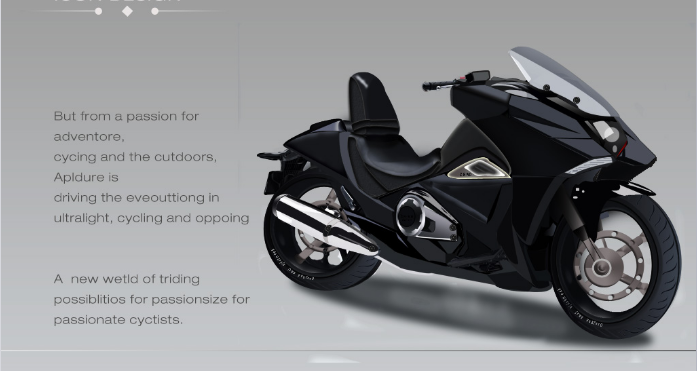 But from a passion for
adventore,
cycing and the cutdoors,
Apldure is
driving the eveouttiong in
ultralight, cycling and oppoing
A new wetld of triding
possiblitios for passionsize for
passionate cyctists.